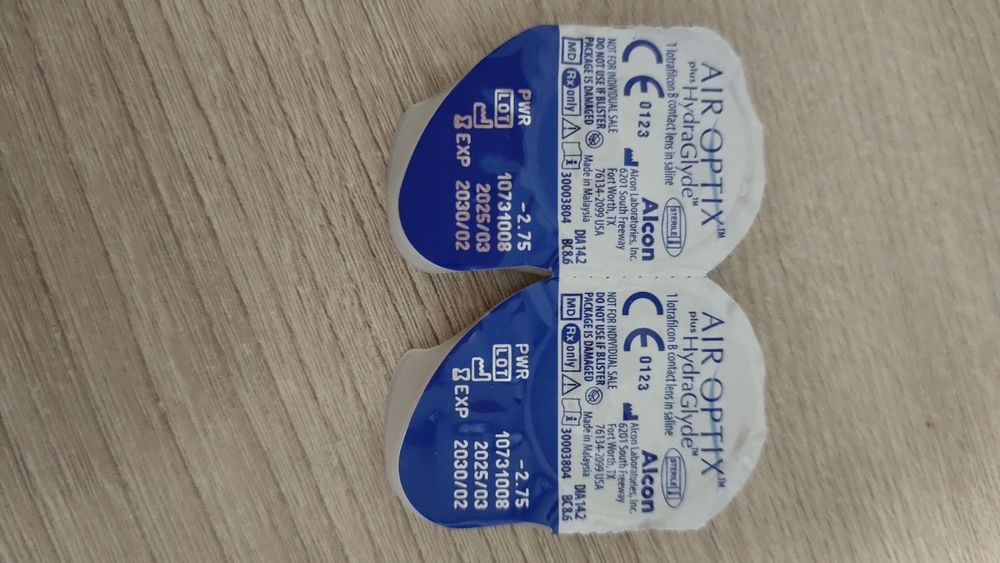 AIR OPTIX™
plus HydraGlyde™
1 lotrafilcon B contact lens in saline
STERILE
CE 0123
Alcon
Alcon Laboratories, Inc.
6201 South Freeway
Fort Worth, TX
76134-2099 USA
Made in Malaysia
NOT FOR INDIVIDUAL SALE
DO NOT USE IF BLISTER
PACKAGE IS DAMAGED
DIA 14.2
BC 8.6
MD Rx only 30003804
PWR -2.75
LOT 10731008
2025/03
EXP 2030/02
AIR OPTIX™
plus HydraGlyde™
1 lotrafilcon B contact lens in saline
STERILE
CE 0123
Alcon
Alcon Laboratories, Inc.
6201 South Freeway
Fort Worth, TX
76134-2099 USA
Made in Malaysia
NOT FOR INDIVIDUAL SALE
DO NOT USE IF BLISTER
PACKAGE IS DAMAGED
DIA 14.2
BC 8.6
MD Rx only 30003804
PWR -2.75
LOT 10731008
2025/03
EXP 2030/02